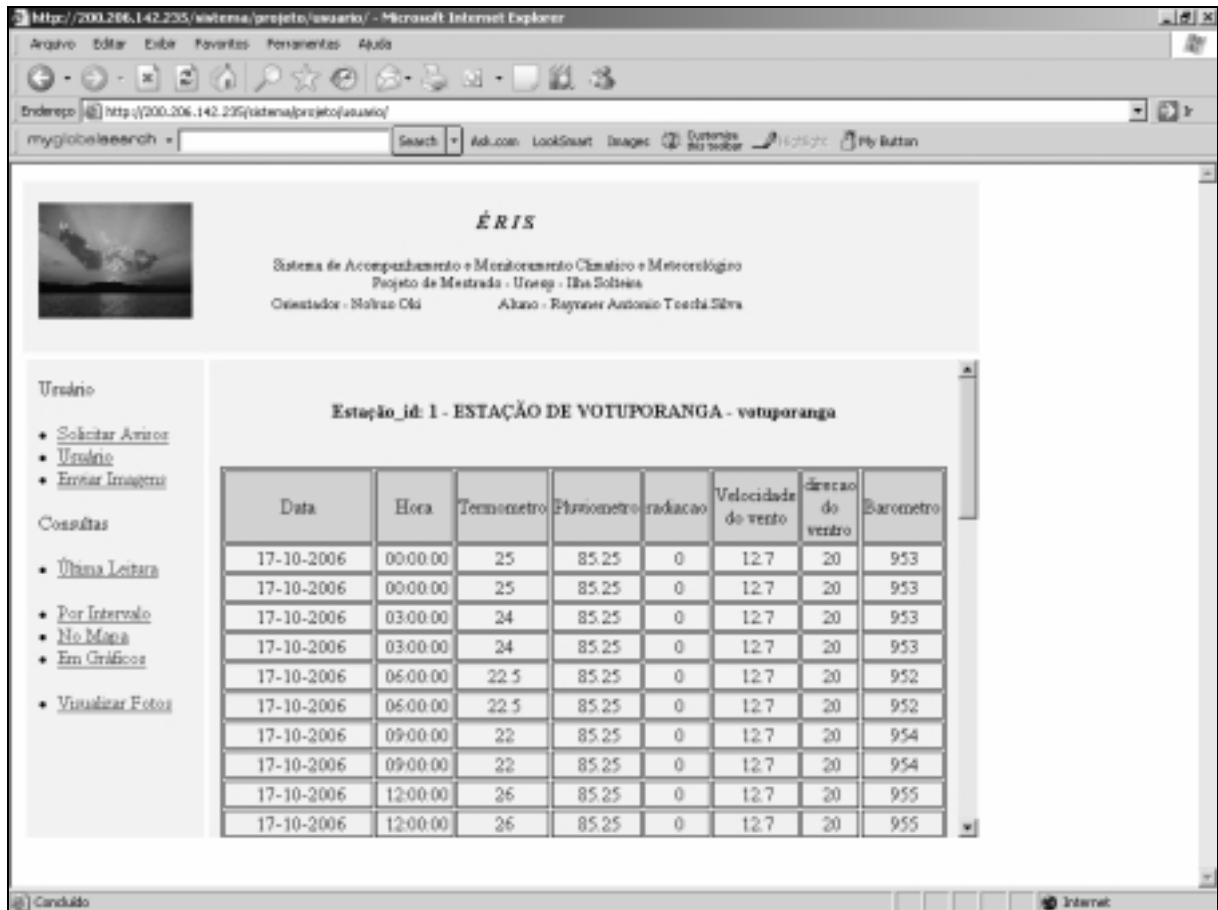 http://200.206.142.235/sistema/projeto/usuario/ - Microsoft Internet Explorer
Arquivo Editar Exibir Favoritos Ferramentas Ajuda
Endereço http://200.206.142.235/sistema/projeto/usuario/ Ir
myglobalsearch Search Ask.com LookSmart Images Customize this toolbar Highlight My Button
ÉRIS
Sistema de Acompanhamento e Monitoramento Climatico e Meteorológico
Projeto de Mestrado - Unesp - Ilha Solteira
Orientador - Oki Aluno - Antonio Silva
Usuário
Solicitar Avisos
Usuário
Enviar Imagens
Consultas
Última Leitura
Por Intervalo
No Mapa
Em Gráficos
Visualizar Fotos
Estação_id: 1 - ESTAÇÃO DE VOTUPORANGA - votuporanga
Data Hora Termometro Pluviometro radiacao Velocidade do vento direcao do ventro Barometro
17-10-2006 00:00:00 25 85.25 0 12.7 20 953
17-10-2006 00:00:00 25 85.25 0 12.7 20 953
17-10-2006 03:00:00 24 85.25 0 12.7 20 953
17-10-2006 03:00:00 24 85.25 0 12.7 20 953
17-10-2006 06:00:00 22.5 85.25 0 12.7 20 952
17-10-2006 06:00:00 22.5 85.25 0 12.7 20 952
17-10-2006 09:00:00 22 85.25 0 12.7 20 954
17-10-2006 09:00:00 22 85.25 0 12.7 20 954
17-10-2006 12:00:00 26 85.25 0 12.7 20 955
17-10-2006 12:00:00 26 85.25 0 12.7 20 955
Concluído Internet